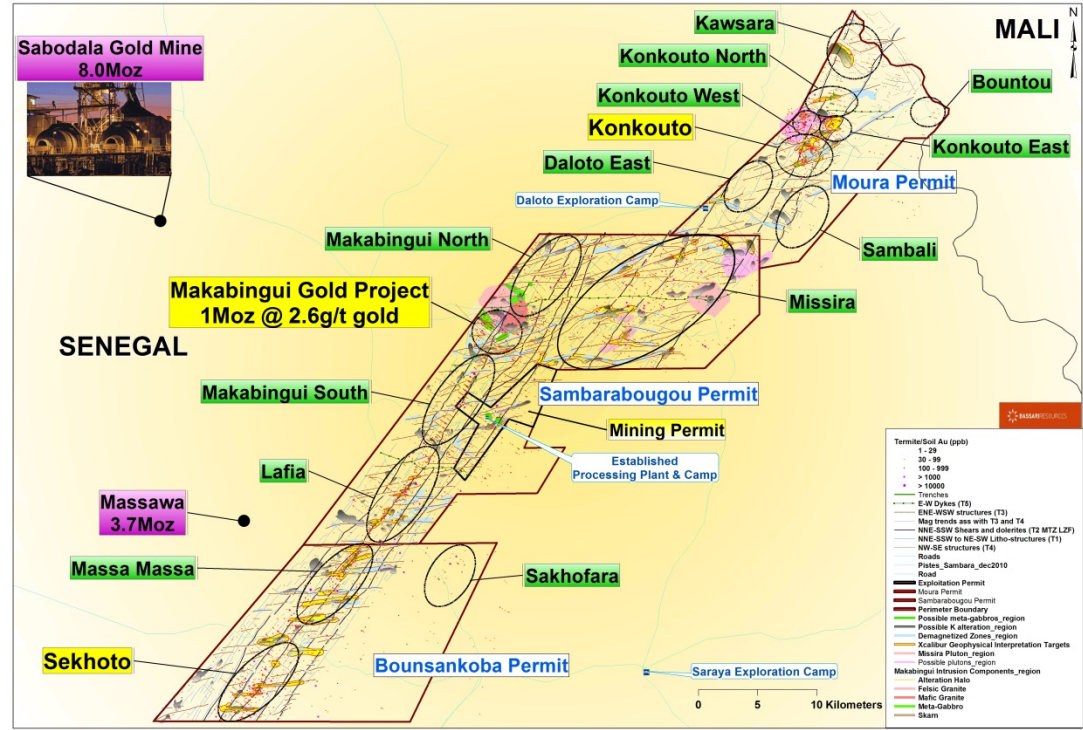 Sabodala Gold Mine
8.0Moz
Kawsara
MALI
N
Konkouto North
Konkouto West
Bountou
Konkouto
Konkouto East
Daloto East
Moura Permit
Daloto Exploration Camp
Makabingui North
Sambali
Makabingui Gold Project
1Moz @ 2.6g/t gold
Missira
SENEGAL
Makabingui South
Sambarabougou Permit
Mining Permit
Established
Processing Plant & Camp
Lafia
Massawa
3.7Moz
Massa Massa
Sakhofara
Sekhoto
Bounsankoba Permit
Saraya Exploration Camp
0 5 10 Kilometers
BASSARI RESOURCES
Termite/Soil Au (ppb)
1 - 29
30 - 99
100 - 999
> 1000
> 10000
Trenches
E-W Dykes (T5)
ENE-WSW structures (T3)
Mag trends ass with T3 and T4
NNE-SSW Shears and dolerites (T2 MTZ LZF)
NNE-SSW to NE-SW Litho-structures (T1)
NW-SE structures (T4)
Roads
Pistes_Sambara_dec2010
Road
Exploitation Permit
Moura Permit
Sambarabougou Permit
Perimeter Boundary
Possible meta-gabbros_region
Possible K alteration_region
Demagnetized Zones_region
Xcalibur Geophysical Interpretation Targets
Missira Pluton_region
Possible plutons_region
Makabingui Intrusion Components_region
Alteration Halo
Felsic Granite
Mafic Granite
Meta-Gabbro
Skarn